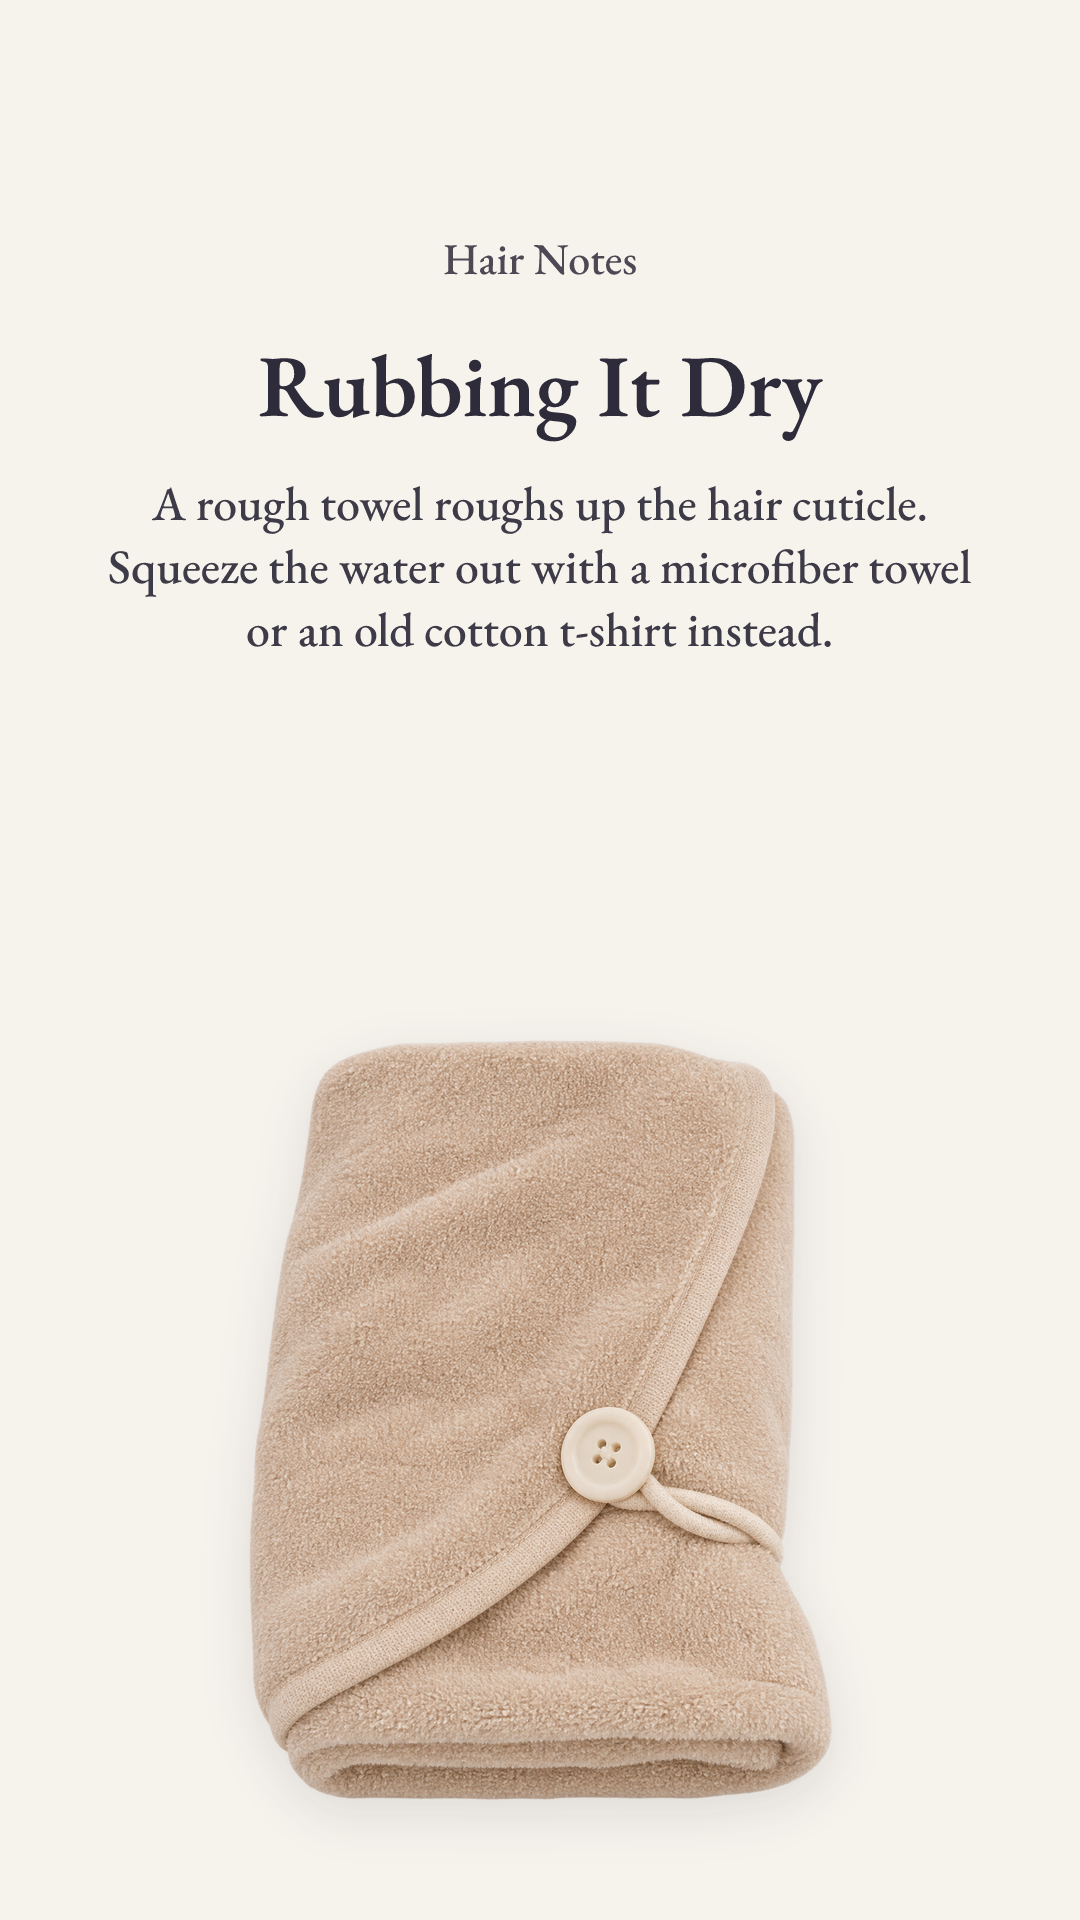 Hair Notes
Rubbing It Dry
A rough towel roughs up the hair cuticle.
Squeeze the water out with a microfiber towel
or an old cotton t-shirt instead.